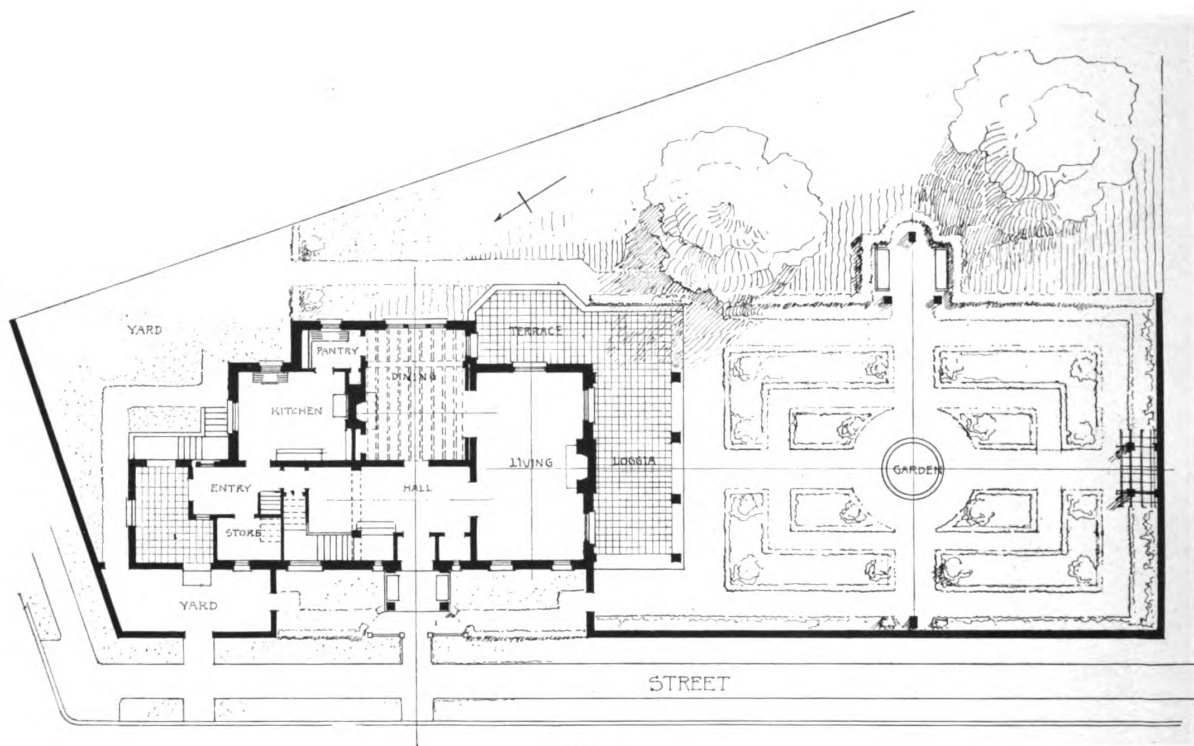 YARD
TERRACE
PANTRY
DINING
KITCHEN
LIVING
LOGGIA
GARDEN
ENTRY
HALL
STORE
YARD
STREET